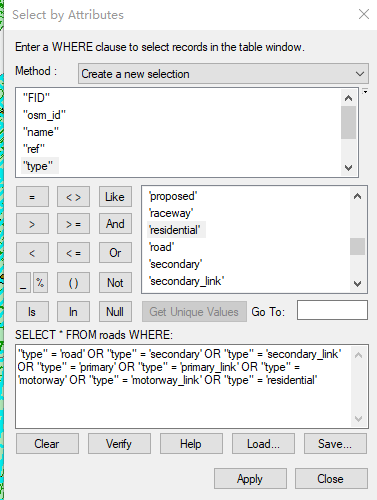 Select by Attributes
Enter a WHERE clause to select records in the table window.
Method : Create a new selection
"FID"
"osm_id"
"name"
"ref"
"type"
= < > Like
> > = And
< < = Or
_ % ( ) Not
Is In Null
'proposed'
'raceway'
'residential'
'road'
'secondary'
'secondary_link'
Get Unique Values Go To:
SELECT * FROM roads WHERE:
"type" = 'road' OR "type" = 'secondary' OR "type" = 'secondary_link'
OR "type" = 'primary' OR "type" = 'primary_link' OR "type" =
'motorway' OR "type" = 'motorway_link' OR "type" = 'residential'
Clear Verify Help Load... Save...
Apply Close